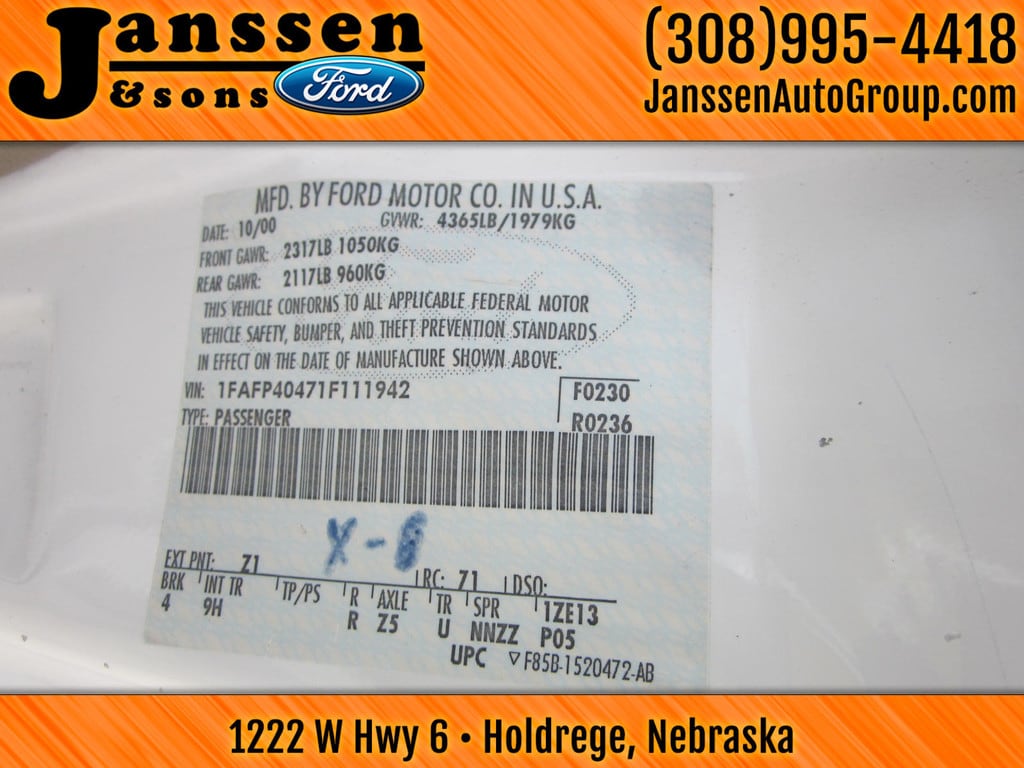 Janssen
& sons Ford
(308)995-4418
JanssenAutoGroup.com
MFD. BY FORD MOTOR CO. IN U.S.A.
DATE: 10/00 GVWR: 4365LB/1979KG
FRONT GAWR: 2317LB 1050KG
REAR GAWR: 2117LB 960KG
THIS VEHICLE CONFORMS TO ALL APPLICABLE FEDERAL MOTOR
VEHICLE SAFETY, BUMPER, AND THEFT PREVENTION STANDARDS
IN EFFECT ON THE DATE OF MANUFACTURE SHOWN ABOVE.
VIN: 1FAFP40471F111942 F0230
TYPE: PASSENGER R0236
X-8
EXT PNT: Z1 RC: 71 DSO:
BRK INT TR TP/PS R AXLE TR SPR 1ZE13
4 9H R Z5 U NNZZ P05
UPC ▽F85B-1520472-AB
1222 W Hwy 6 • Holdrege, Nebraska